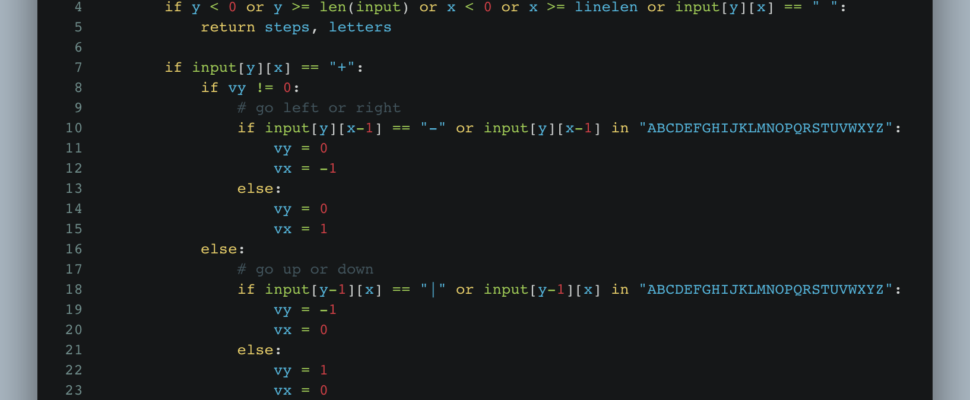 4 if y < 0 or y >= len(input) or x < 0 or x >= linelen or input[y][x] == " ":
5 return steps, letters
6
7 if input[y][x] == "+":
8 if vy != 0:
9 # go left or right
10 if input[y][x-1] == "-" or input[y][x-1] in "ABCDEFGHIJKLMNOPQRSTUVWXYZ":
11 vy = 0
12 vx = -1
13 else:
14 vy = 0
15 vx = 1
16 else:
17 # go up or down
18 if input[y-1][x] == "|" or input[y-1][x] in "ABCDEFGHIJKLMNOPQRSTUVWXYZ":
19 vy = -1
20 vx = 0
21 else:
22 vy = 1
23 vx = 0